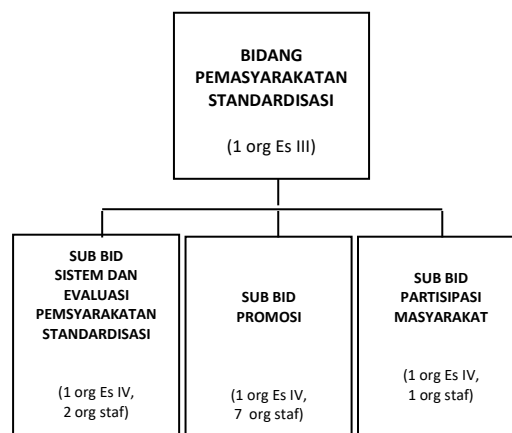 BIDANG
PEMASYARAKATAN
STANDARDISASI
(1 org Es III)
SUB BID
SISTEM DAN
EVALUASI
PEMSYARAKATAN
STANDARDISASI
(1 org Es IV,
2 org staf)
SUB BID
PROMOSI
(1 org Es IV,
7 org staf)
SUB BID
PARTISIPASI
MASYARAKAT
(1 org Es IV,
1 org staf)